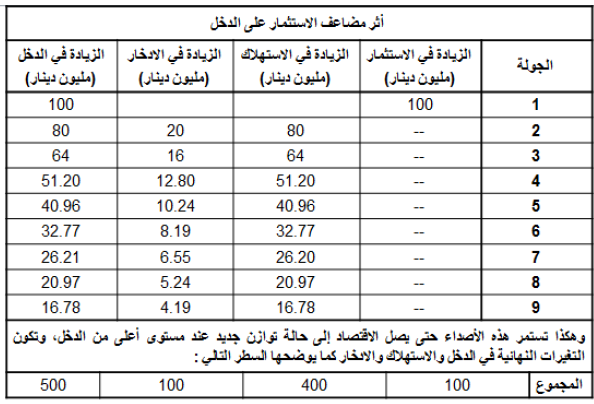 أثر مضاعف الاستثمار على الدخل
الجولة الزيادة في الاستثمار (مليون دينار) الزيادة في الاستهلاك (مليون دينار) الزيادة في الادخار (مليون دينار) الزيادة في الدخل (مليون دينار)
1 100 100
2 -- 80 20 80
3 -- 64 16 64
4 -- 51.20 12.80 51.20
5 -- 40.96 10.24 40.96
6 -- 32.77 8.19 32.77
7 -- 26.20 6.55 26.21
8 -- 20.97 5.24 20.97
9 -- 16.78 4.19 16.78
وهكذا تستمر هذه الأصداء حتى يصل الاقتصاد إلى حالة توازن جديد عند مستوى أعلى من الدخل، وتكون
التغيرات النهائية في الدخل والاستهلاك والادخار كما يوضحها السطر التالي :
المجموع 100 400 100 500